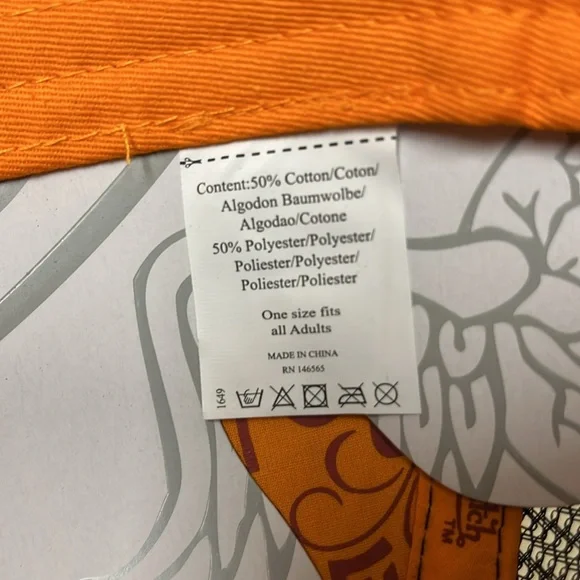 Content:50% Cotton/Coton/
Algodon Baumwolbe/
Algodao/Cotone
50% Polyester/Polyester/
Poliester/Polyester/
Poliester/Poliester
One size fits
all Adults
MADE IN CHINA
RN 146565
1649
TM